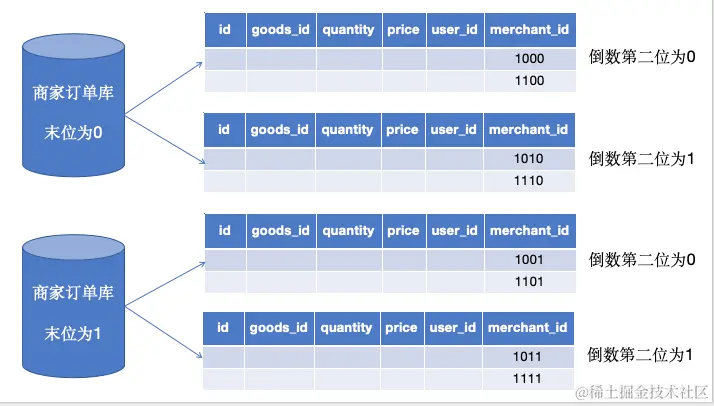 id goods_id quantity price user_id merchant_id
1000
1100
倒数第二位为0
商家订单库
末位为0
id goods_id quantity price user_id merchant_id
1010
1110
倒数第二位为1
id goods_id quantity price user_id merchant_id
1001
1101
倒数第二位为0
商家订单库
末位为1
id goods_id quantity price user_id merchant_id
1011
1111
倒数第二位为1
@稀土掘金技术社区